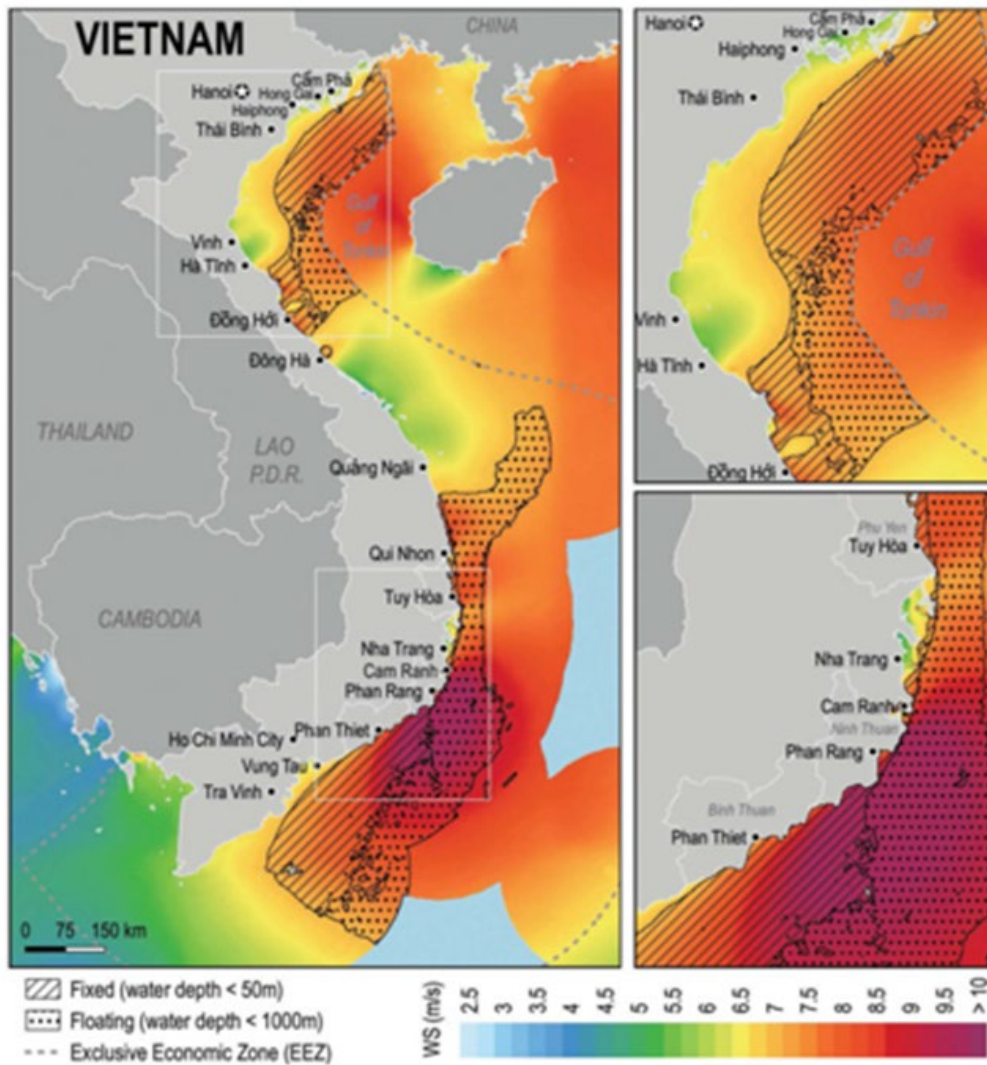 VIETNAM
CHINA
Hanoi
Cẩm Phả
Hong Gai
Haiphong
Thái Bình
Gulf
of
Tonkin
Vinh
Hà Tĩnh
Đồng Hới
Đông Hà
THAILAND
LAO
P.D.R.
Quảng Ngãi
Qui Nhon
CAMBODIA
Tuy Hòa
Nha Trang
Cam Ranh
Phan Rang
Phan Thiet
Ho Chi Minh City
Vung Tau
Tra Vinh
0 75 150 km
Hanoi
Cẩm Phả
Hong Gai
Haiphong
Thái Bình
Gulf
of
Tonkin
Vinh
Hà Tĩnh
Đồng Hới
Phu Yen
Tuy Hòa
Nha Trang
Cam Ranh
Ninh Thuan
Phan Rang
Binh Thuan
Phan Thiet
Fixed (water depth < 50m)
Floating (water depth < 1000m)
Exclusive Economic Zone (EEZ)
WS (m/s)
2.5 3 3.5 4 4.5 5 5.5 6 6.5 7 7.5 8 8.5 9 9.5 > 10